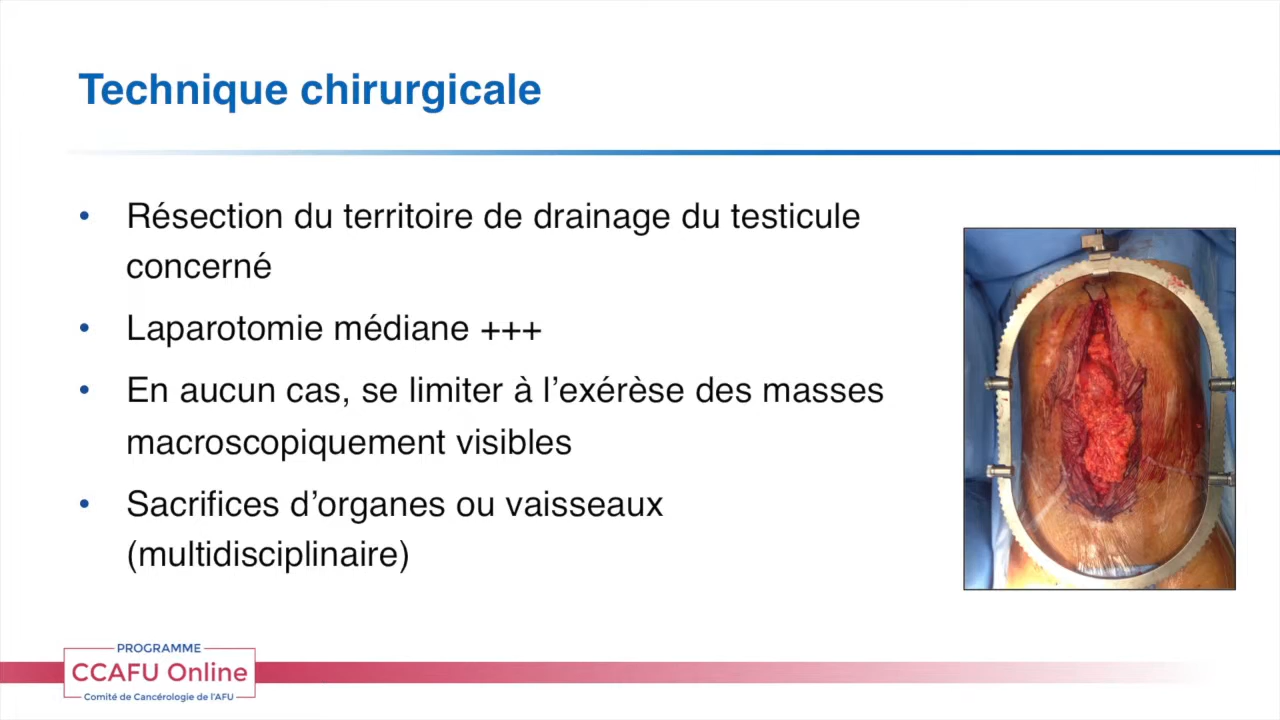 Technique chirurgicale
• Résection du territoire de drainage du testicule
concerné
• Laparotomie médiane +++
• En aucun cas, se limiter à l’exérèse des masses
macroscopiquement visibles
• Sacrifices d’organes ou vaisseaux
(multidisciplinaire)
PROGRAMME
CCAFU Online
Comité de Cancérologie de l'AFU